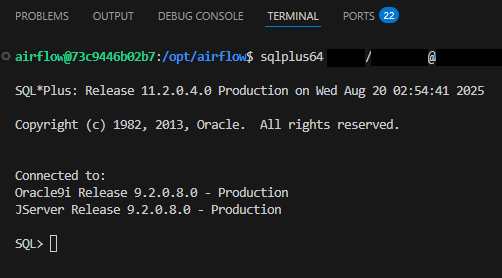 PROBLEMS OUTPUT DEBUG CONSOLE TERMINAL PORTS 22
airflow@73c9446b02b7:/opt/airflow$ sqlplus64 / @
SQL*Plus: Release 11.2.0.4.0 Production on Wed Aug 20 02:54:41 2025
Copyright (c) 1982, 2013, Oracle.  All rights reserved.
Connected to:
Oracle9i Release 9.2.0.8.0 - Production
JServer Release 9.2.0.8.0 - Production
SQL>